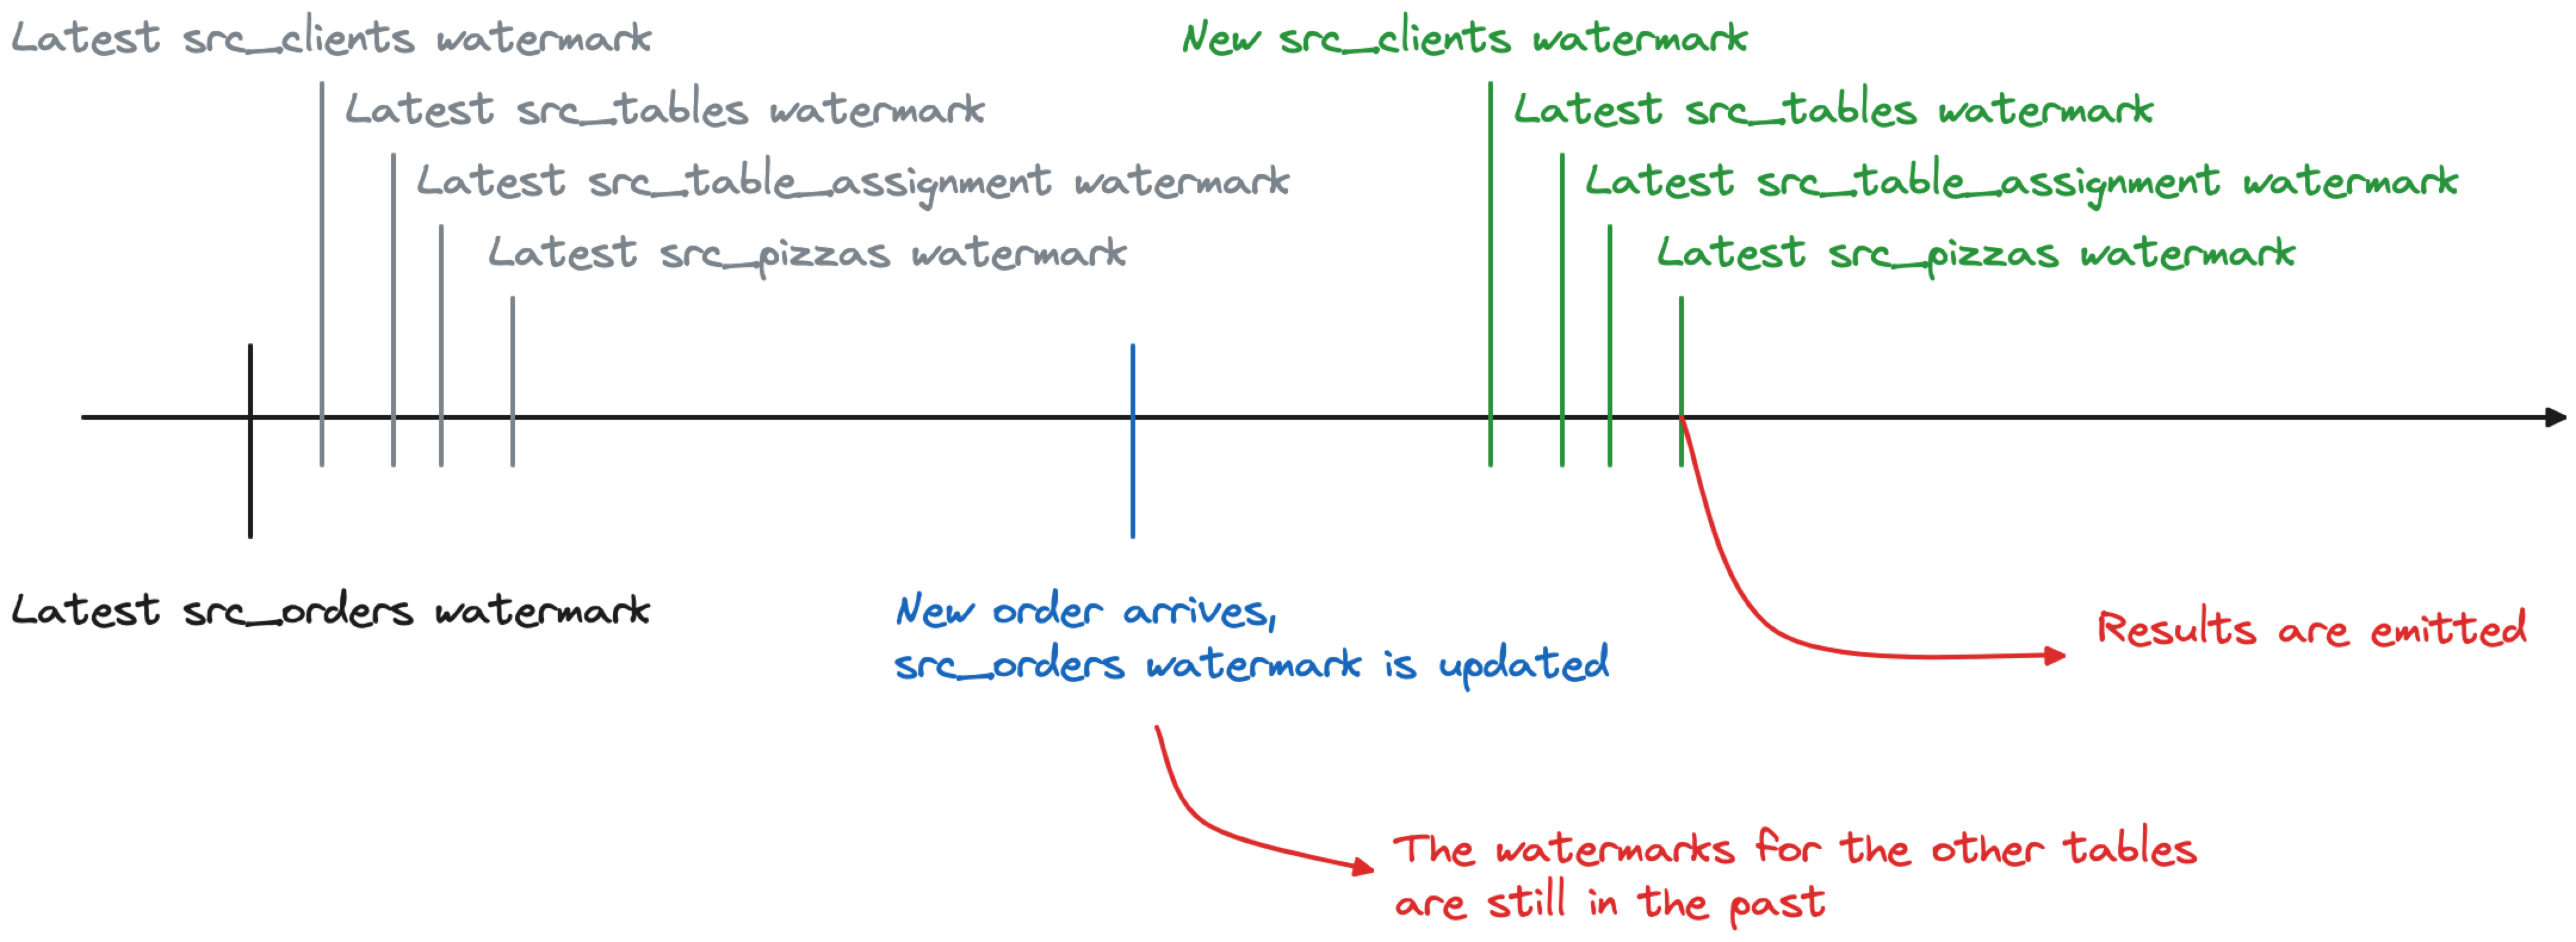 Latest src_clients watermark
Latest src_tables watermark
Latest src_table_assignment watermark
Latest src_pizzas watermark
New src_clients watermark
Latest src_tables watermark
Latest src_table_assignment watermark
Latest src_pizzas watermark
Latest src_orders watermark
New order arrives,
src_orders watermark is updated
Results are emitted
The watermarks for the other tables
are still in the past